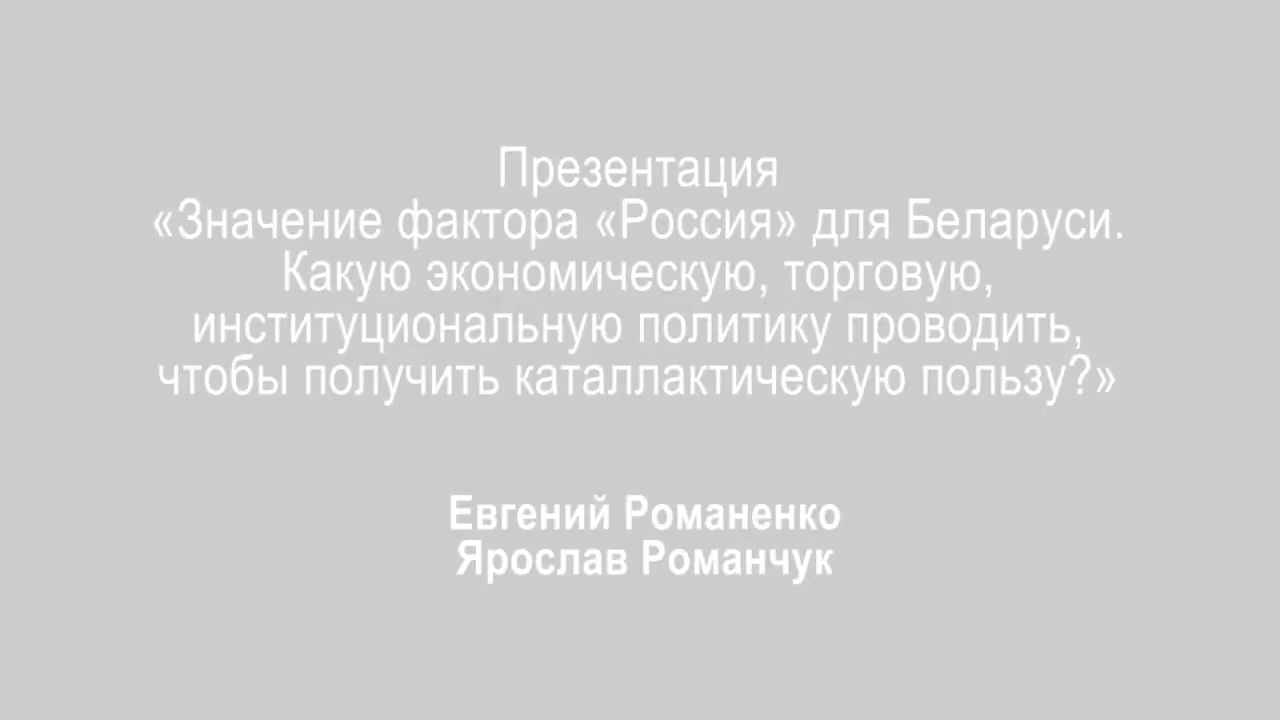 Презентация
«Значение фактора «Россия» для Беларуси.
Какую экономическую, торговую,
институциональную политику проводить,
чтобы получить каталлактическую пользу?»
Евгений Романенко
Ярослав Романчук